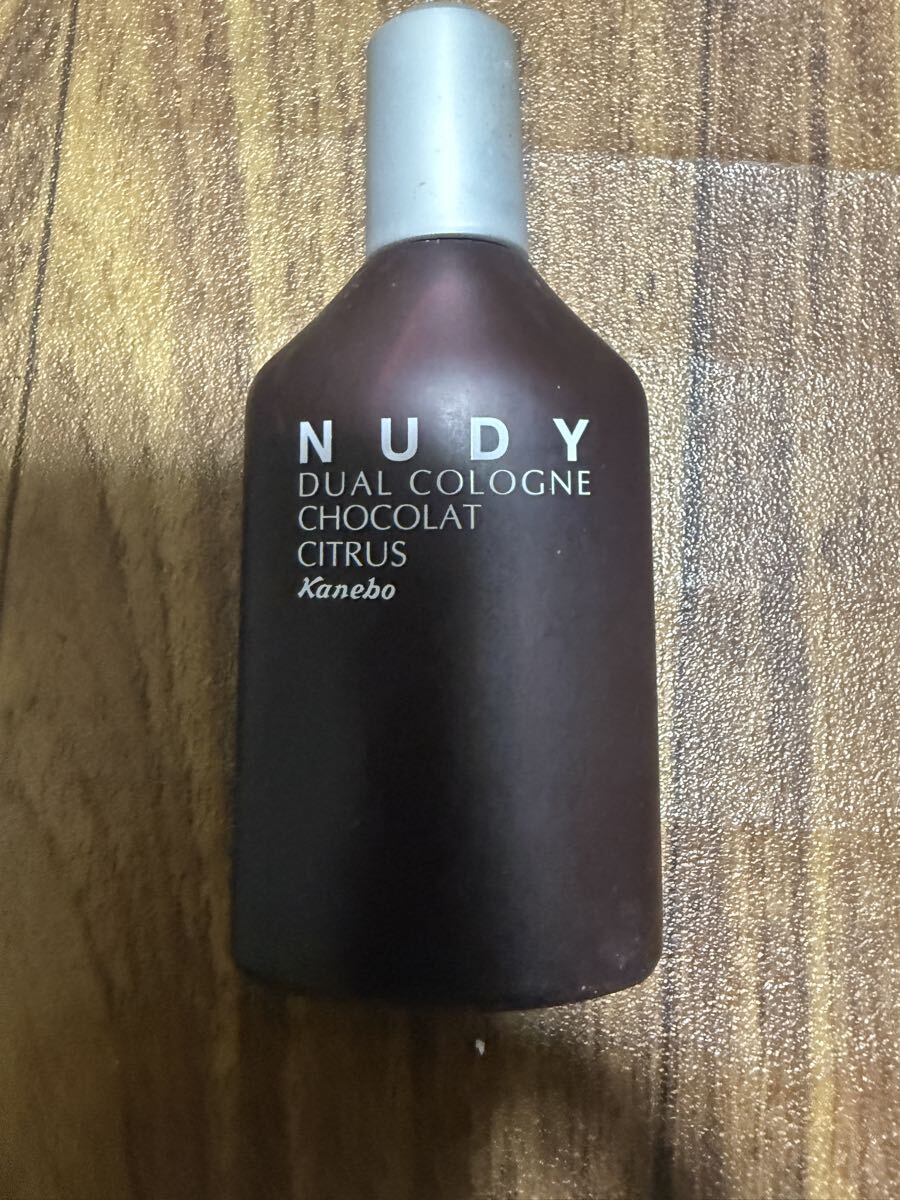 NUDY
DUAL COLOGNE
CHOCOLAT
CITRUS
Kanebo